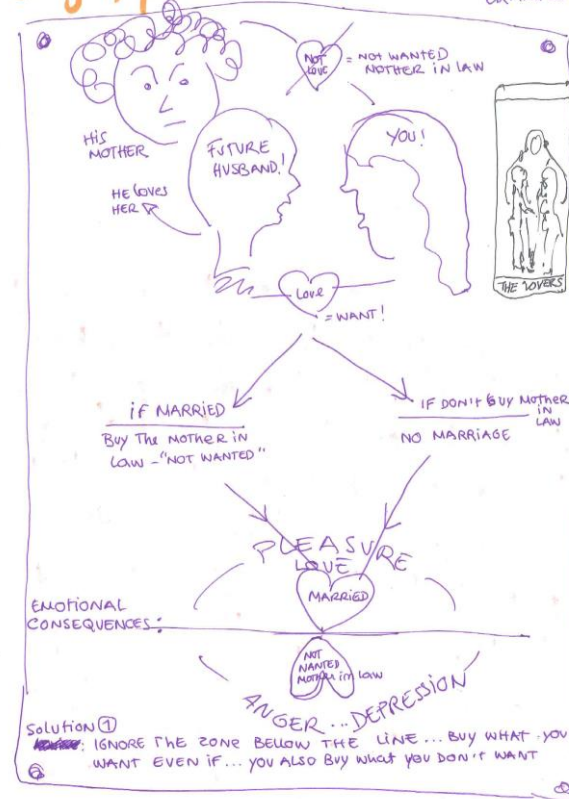 NOT
LOVE
= NOT WANTED
MOTHER IN LAW
HIS
MOTHER
FUTURE
HUSBAND!
YOU!
HE LOVES
HER
THE LOVERS
Love
= WANT!
IF MARRIED
BUY THE MOTHER IN
LAW - "NOT WANTED"
IF DON'T BUY MOTHER
IN
LAW
NO MARRIAGE
PLEASURE
LOVE
MARRIED
EMOTIONAL
CONSEQUENCES:
NOT
WANTED
MOTHER in law
ANGER ... DEPRESSION
Solution ①
: IGNORE THE ZONE BELLOW THE LINE ... BUY WHAT YOU
WANT EVEN IF ... YOU ALSO BUY WHAT YOU DON'T WANT